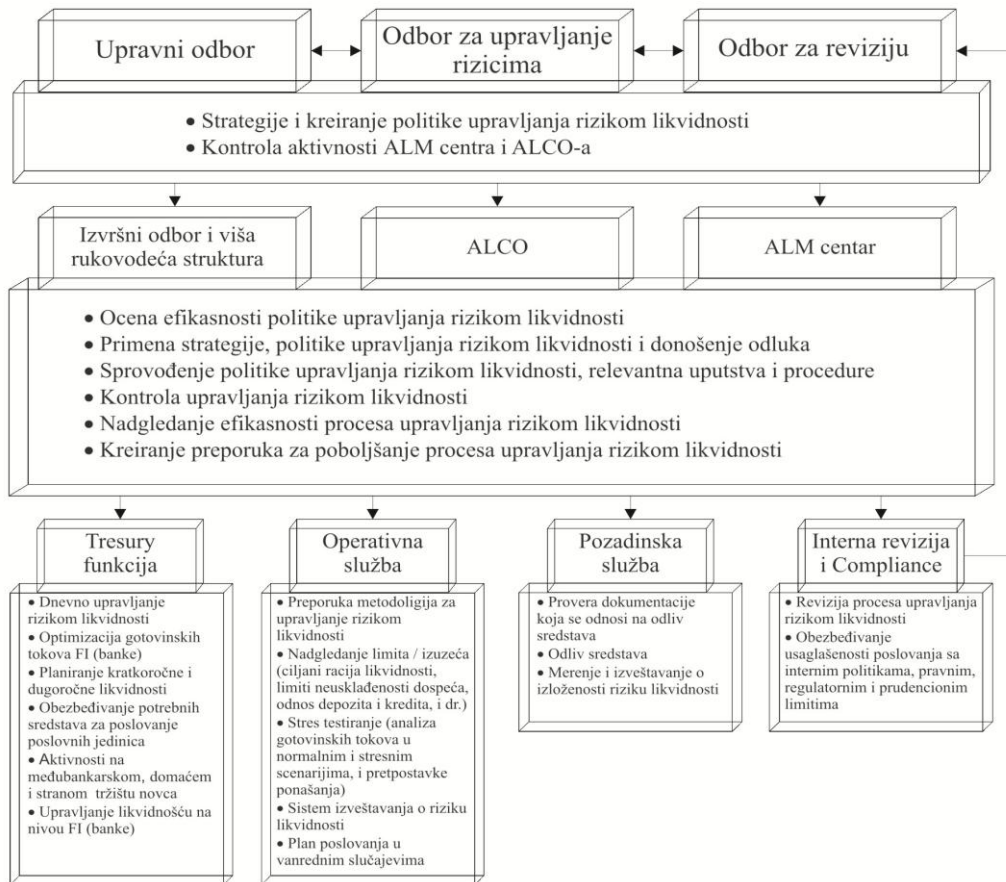 Upravni odbor
Odbor za upravljanje
rizicima
Odbor za reviziju
• Strategije i kreiranje politike upravljanja rizikom likvidnosti
• Kontrola aktivnosti ALM centra i ALCO-a
Izvršni odbor i viša
rukovodeća struktura
ALCO
ALM centar
• Ocena efikasnosti politike upravljanja rizikom likvidnosti
• Primena strategije, politike upravljanja rizikom likvidnosti i donošenje odluka
• Sprovođenje politike upravljanja rizikom likvidnosti, relevantna uputstva i procedure
• Kontrola upravljanja rizikom likvidnosti
• Nadgledanje efikasnosti procesa upravljanja rizikom likvidnosti
• Kreiranje preporuka za poboljšanje procesa upravljanja rizikom likvidnosti
Tresury
funkcija
• Dnevno upravljanje
rizikom likvidnosti
• Optimizacija gotovinskih
tokova FI (banke)
• Planiranje kratkoročne i
dugoročne likvidnosti
• Obezbeđivanje potrebnih
sredstava za poslovanje
poslovnih jedinica
• Aktivnosti na
međubankarskom, domaćem
i stranom tržištu novca
• Upravljanje likvidnošću na
nivou FI (banke)
Operativna
služba
• Preporuka metodoligija za
upravljanje rizikom
likvidnosti
• Nadgledanje limita / izuzeća
(ciljani racija likvidnosti,
limiti neusklađenosti dospeća,
odnos depozita i kredita, i dr.)
• Stres testiranje (analiza
gotovinskih tokova u
normalnim i stresnim
scenarijima, i pretpostavke
ponašanja)
• Sistem izveštavanja o riziku
likvidnosti
• Plan poslovanja u
vanrednim slučajevima
Pozadinska
služba
• Provera dokumentacije
koja se odnosi na odliv
sredstava
• Odliv sredstava
• Merenje i izveštavanje o
izloženosti riziku likvidnosti
Interna revizija
i Compliance
• Revizija procesa upravljanja
rizikom likvidnosti
• Obezbeđivanje
usaglašenosti poslovanja sa
internim politikama, pravnim,
regulatornim i prudencionim
limitima